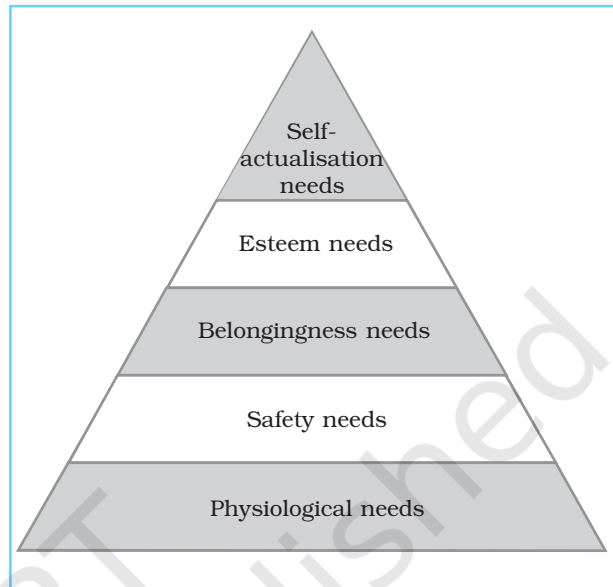 Self-
actualisation
needs
Esteem needs
Belongingness needs
Safety needs
Physiological needs